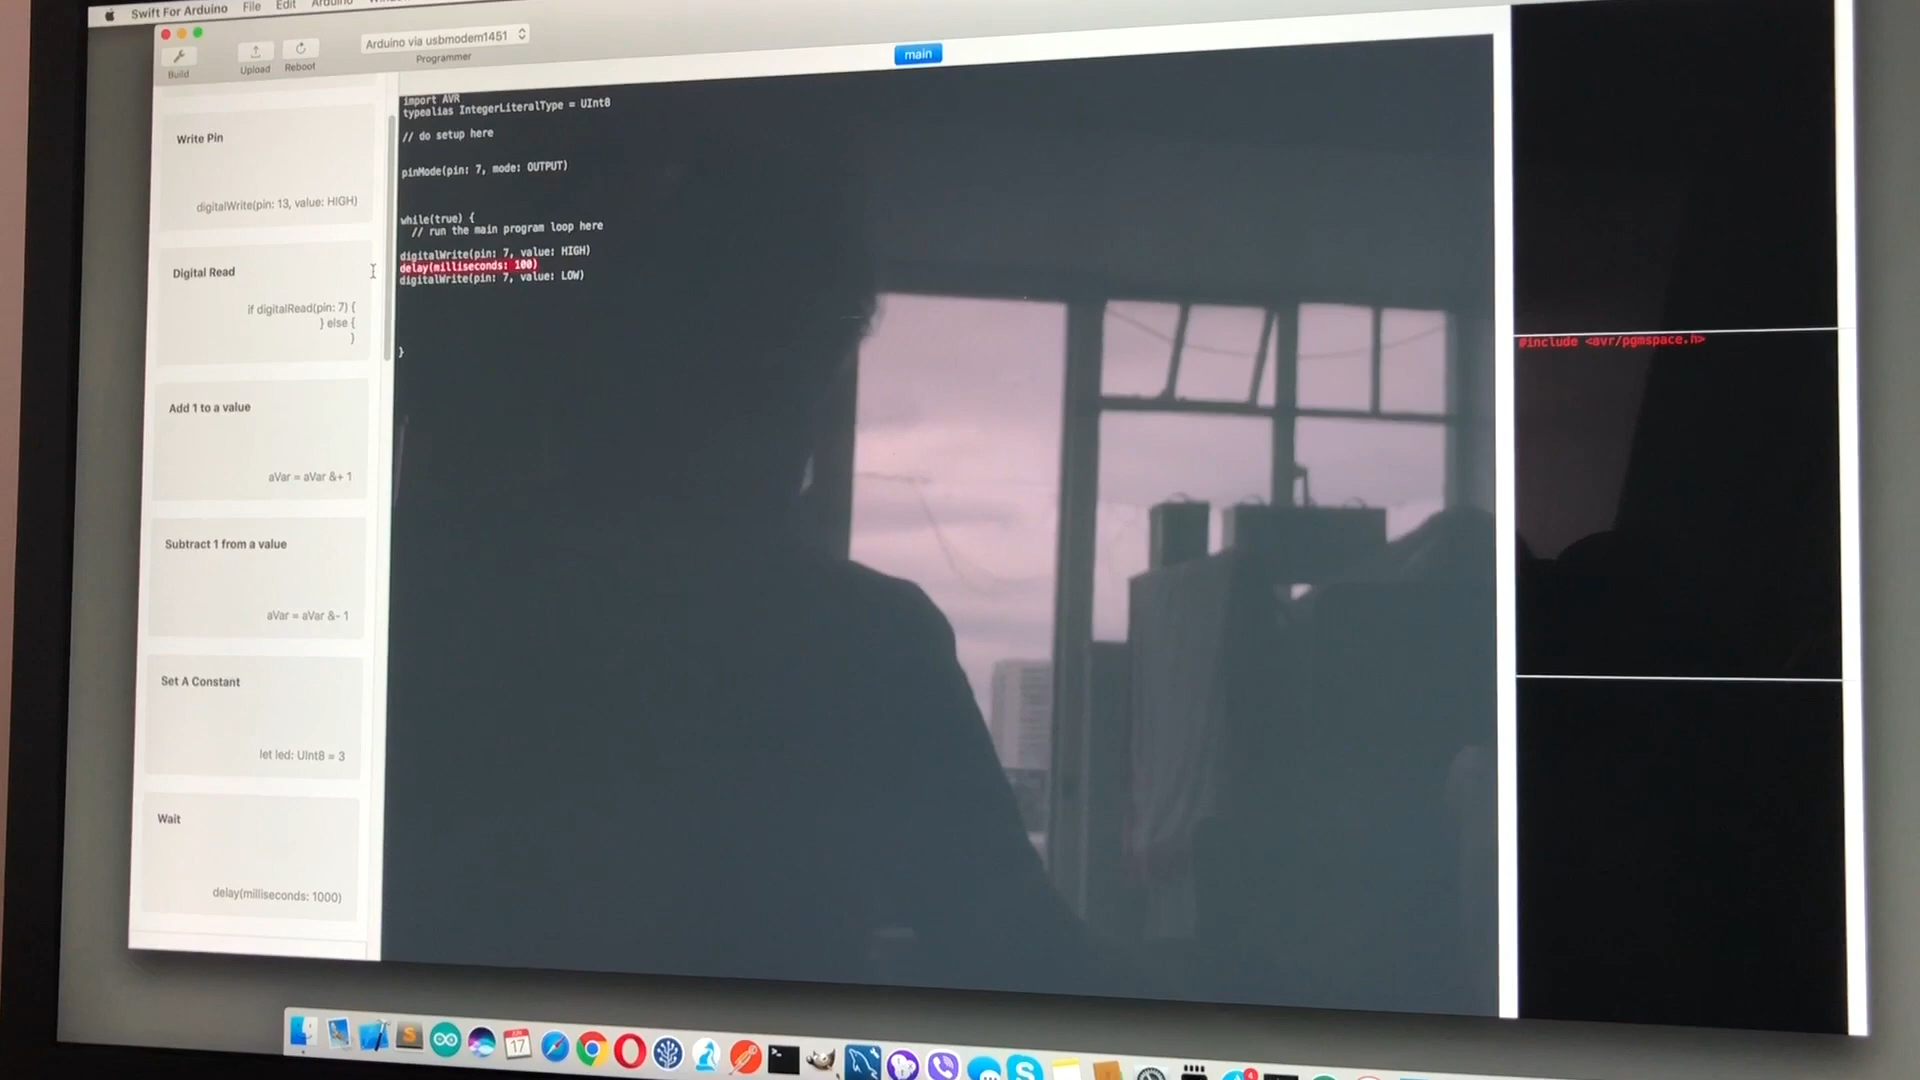 Swift For Arduino File Edit Arduino
Build
Upload
Reboot
Arduino via usbmodem1451
Programmer
main
Write Pin
digitalWrite(pin: 13, value: HIGH)
Digital Read
if digitalRead(pin: 7) {
} else {
}
Add 1 to a value
aVar = aVar &+ 1
Subtract 1 from a value
aVar = aVar &- 1
Set A Constant
let led: UInt8 = 3
Wait
delay(milliseconds: 1000)
import AVR
typealias IntegerLiteralType = UInt8
// do setup here
pinMode(pin: 7, mode: OUTPUT)
while(true) {
// run the main program loop here
digitalWrite(pin: 7, value: HIGH)
delay(milliseconds: 100)
digitalWrite(pin: 7, value: LOW)
}
#include <avr/pgmspace.h>
S
17
S
4